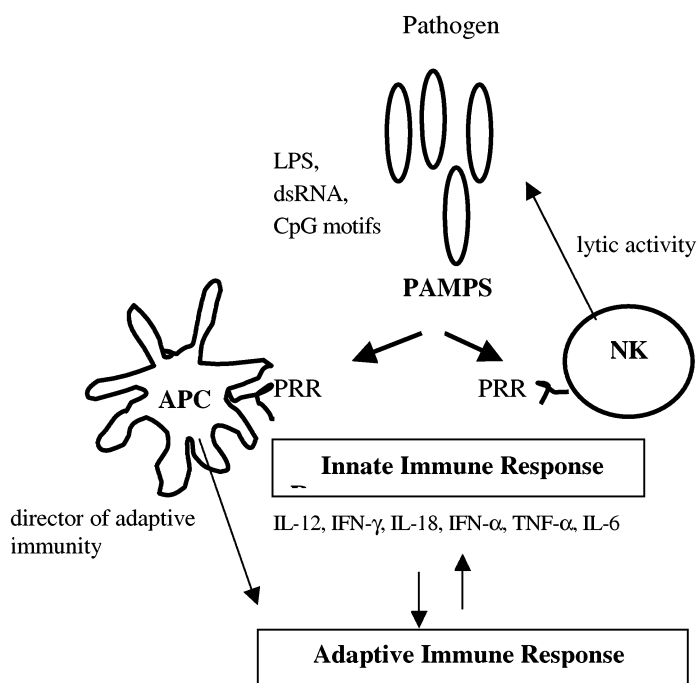 Pathogen
LPS,
dsRNA,
CpG motifs
lytic activity
PAMPS
NK
APC
PRR
PRR
Innate Immune Response
director of adaptive
immunity
IL-12, IFN-γ, IL-18, IFN-α, TNF-α, IL-6
Adaptive Immune Response